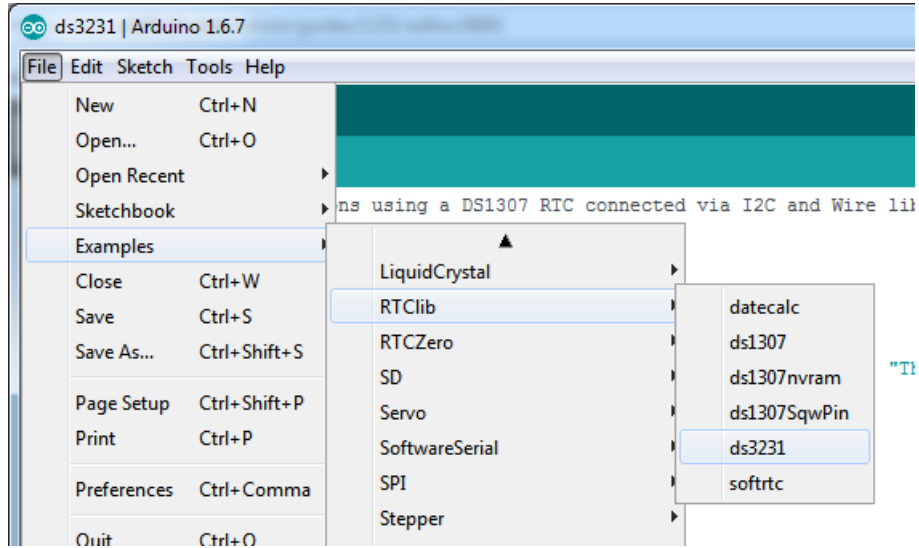 ds3231 | Arduino 1.6.7
File Edit Sketch Tools Help
New Ctrl+N
Open... Ctrl+O
Open Recent
Sketchbook
Examples
Close Ctrl+W
Save Ctrl+S
Save As... Ctrl+Shift+S
Page Setup Ctrl+Shift+P
Print Ctrl+P
Preferences Ctrl+Comma
Quit Ctrl+Q
ns using a DS1307 RTC connected via I2C and Wire lib
LiquidCrystal
RTClib
RTCZero
SD
Servo
SoftwareSerial
SPI
Stepper
datecalc
ds1307
ds1307nvram
ds1307SqwPin
ds3231
softrtc
"Th